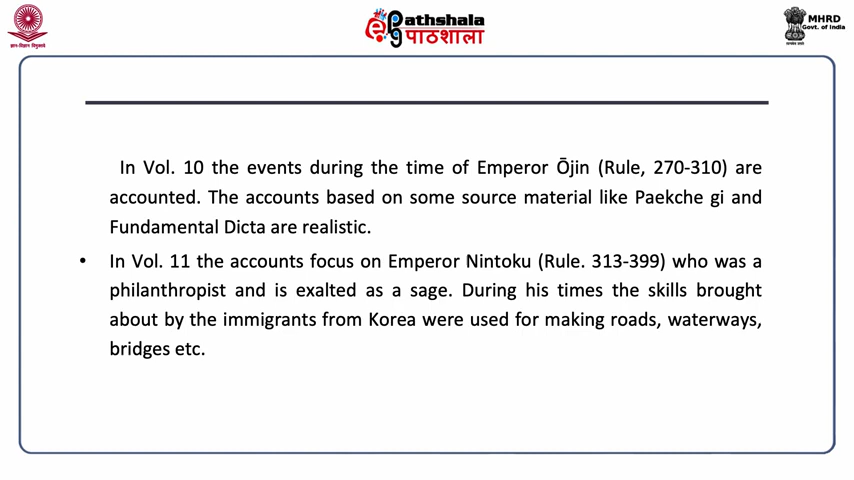 Pathshala
पाठशाला
MHRD
Govt. of India
ज्ञान-विज्ञान विमुक्तये
In Vol. 10 the events during the time of Emperor Ōjin (Rule, 270-310) are
accounted. The accounts based on some source material like Paekche gi and
Fundamental Dicta are realistic.
• In Vol. 11 the accounts focus on Emperor Nintoku (Rule. 313-399) who was a
philanthropist and is exalted as a sage. During his times the skills brought
about by the immigrants from Korea were used for making roads, waterways,
bridges etc.